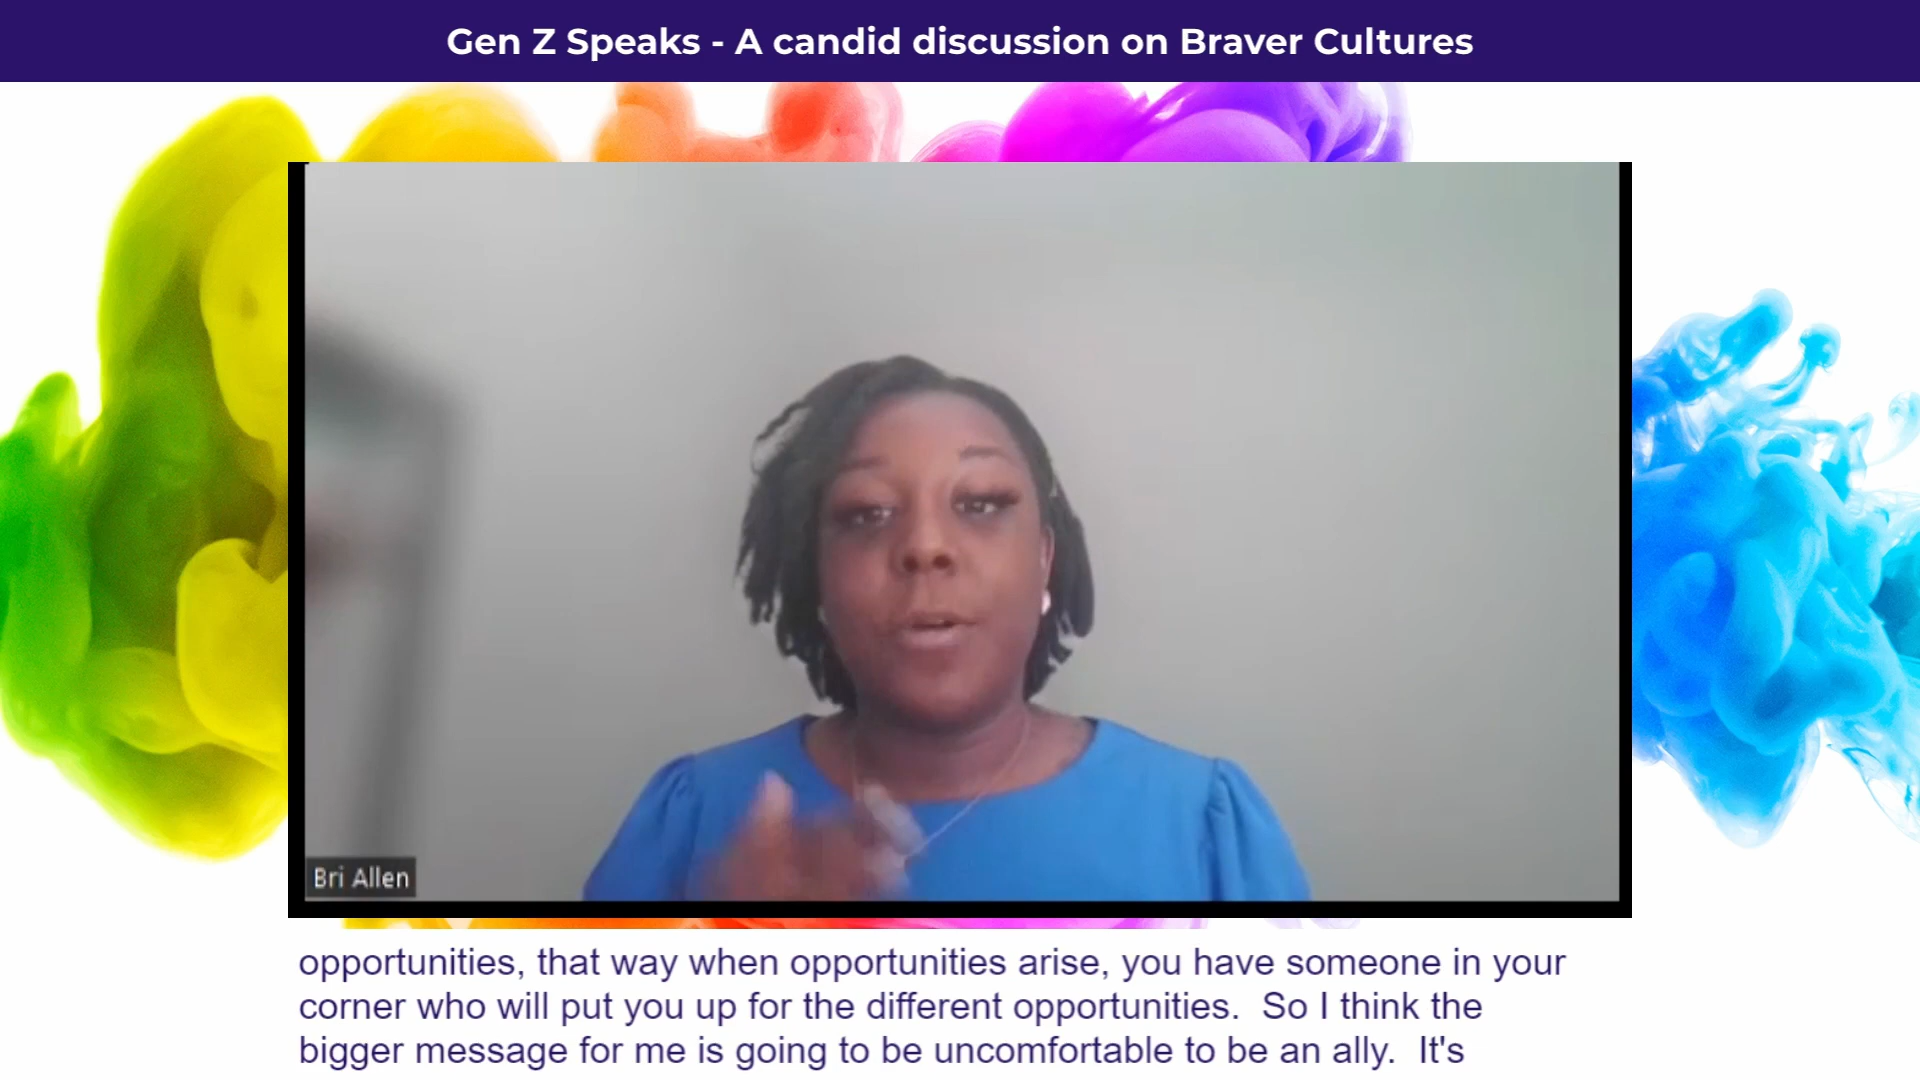 Gen Z Speaks - A candid discussion on Braver Cultures
Bri Allen
opportunities, that way when opportunities arise, you have someone in your
corner who will put you up for the different opportunities.  So I think the
bigger message for me is going to be uncomfortable to be an ally.  It's